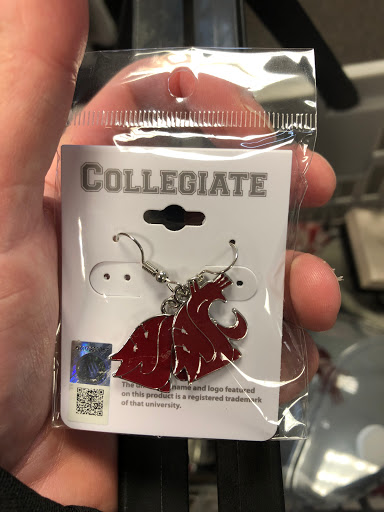 COLLEGIATE
name and logo featured
on this product is a registered trademark
of that university.